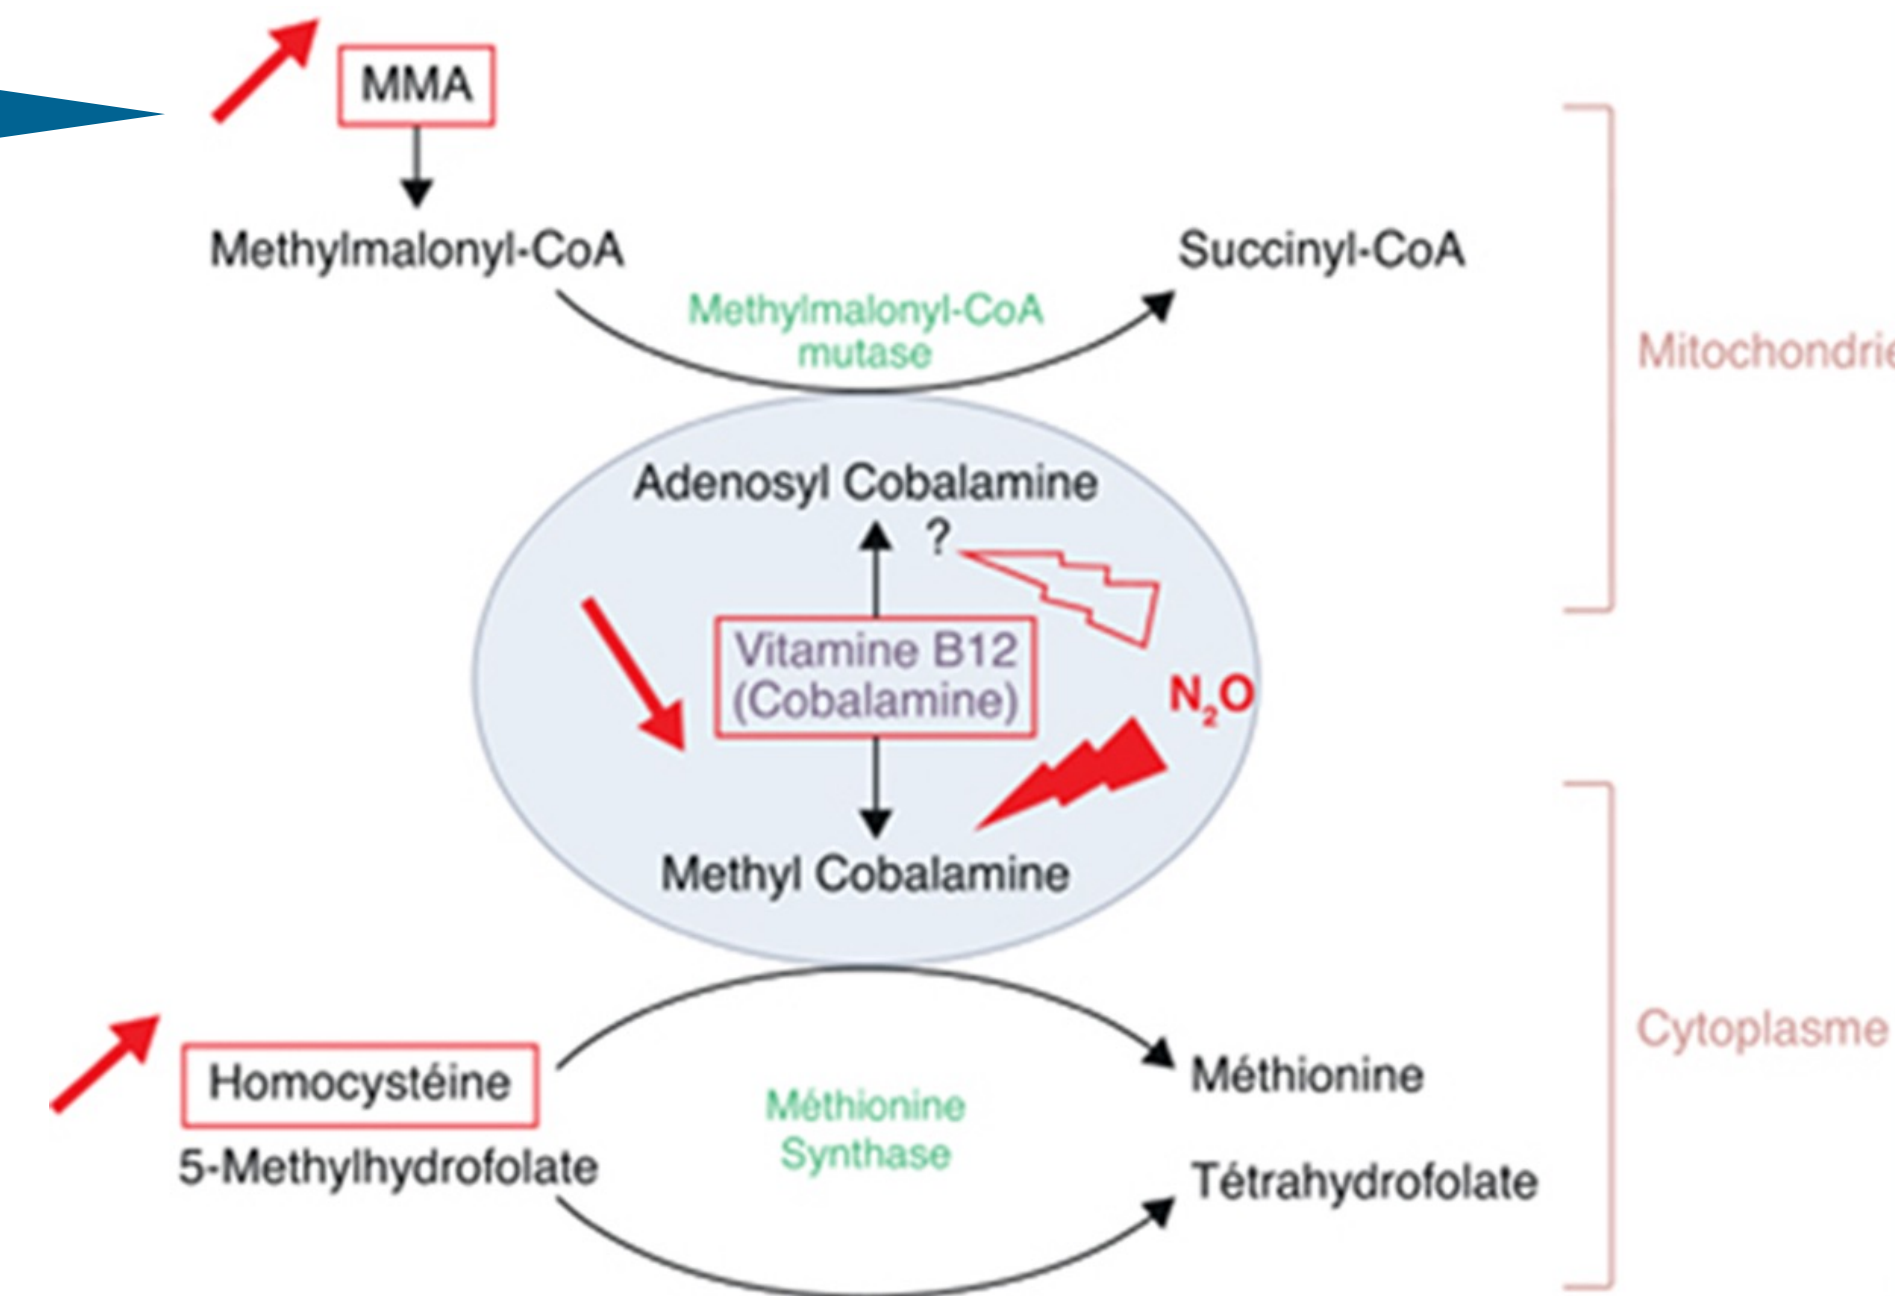 MMA
Methylmalonyl-CoA
Succinyl-CoA
Methylmalonyl-CoA
mutase
Mitochondrie
Adenosyl Cobalamine
?
Vitamine B12
(Cobalamine)
N₂O
Methyl Cobalamine
Homocystéine
5-Methylhydrofolate
Méthionine
Synthase
Méthionine
Tétrahydrofolate
Cytoplasme